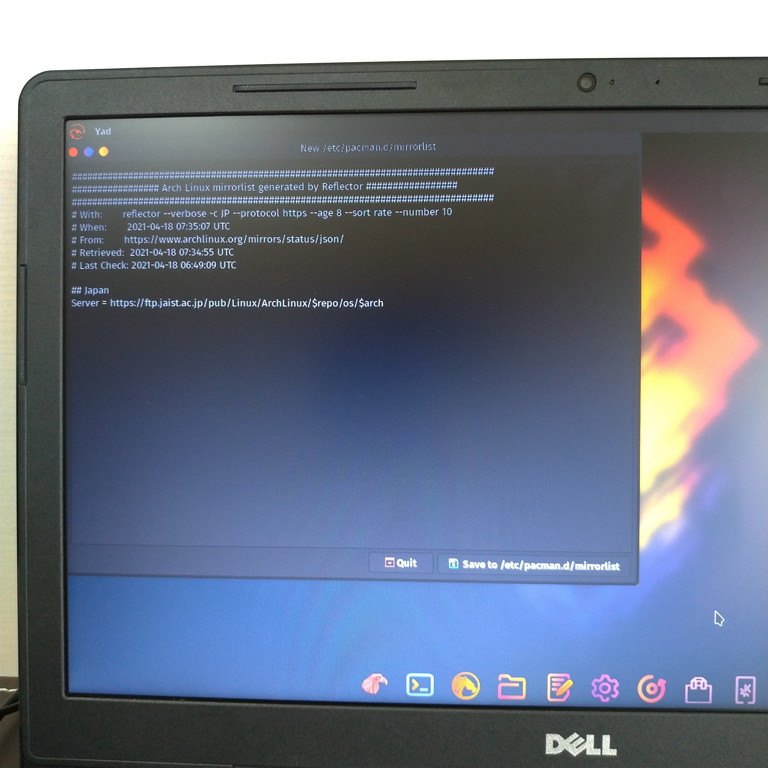 Yad
New /etc/pacman.d/mirrorlist
################################################################################
################# Arch Linux mirrorlist generated by Reflector #################
################################################################################
# With: reflector --verbose -c JP --protocol https --age 8 --sort rate --number 10
# When: 2021-04-18 07:35:07 UTC
# From: https://www.archlinux.org/mirrors/status/json/
# Retrieved: 2021-04-18 07:34:55 UTC
# Last Check: 2021-04-18 06:49:09 UTC
## Japan
Server = https://ftp.jaist.ac.jp/pub/Linux/ArchLinux/$repo/os/$arch
Quit
Save to /etc/pacman.d/mirrorlist
DELL